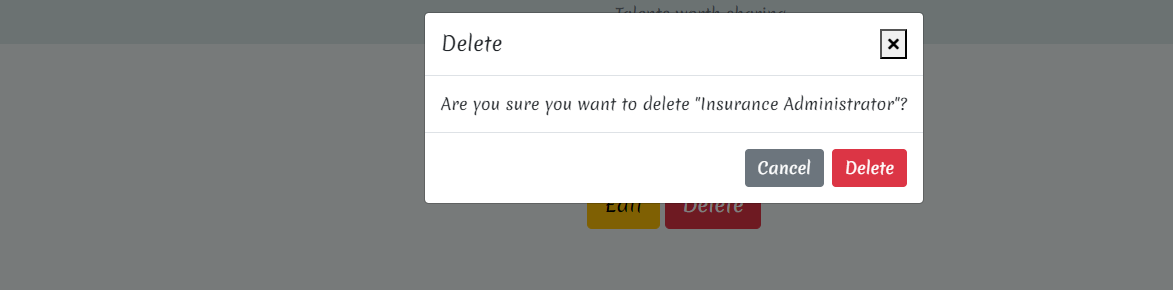 Talents worth sharing
Delete
Are you sure you want to delete "Insurance Administrator"?
Cancel Delete
Edit Delete